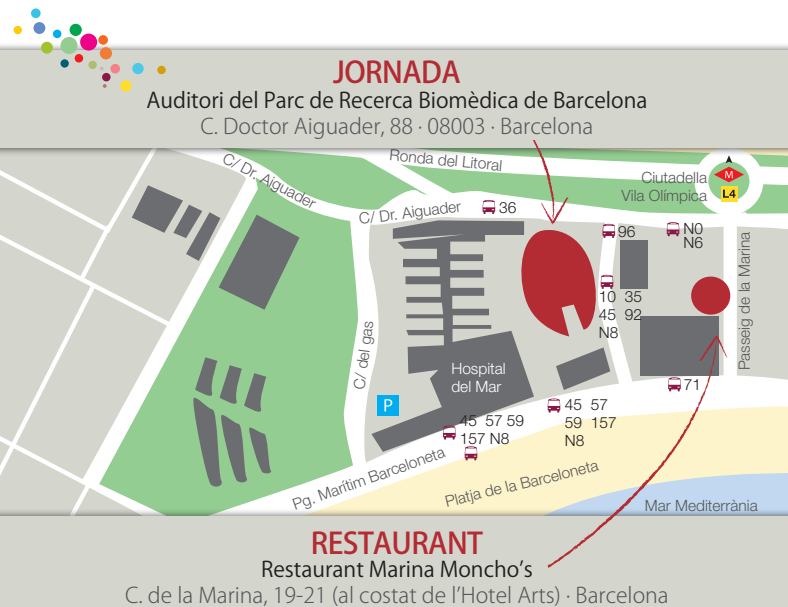 JORNADA
Auditori del Parc de Recerca Biomèdica de Barcelona
C. Doctor Aiguader, 88 · 08003 · Barcelona
Ronda del Litoral
C/ Dr. Aiguader
Ciutadella
Vila Olímpica
M
L4
C/ Dr. Aiguader
36
96
N0
N6
Passeig de la Marina
10 35
45 92
N8
C/ del gas
Hospital
del Mar
P
71
45 57
59 157
N8
45 57 59
157 N8
Pg. Marítim Barceloneta
Platja de la Barceloneta
Mar Mediterrània
RESTAURANT
Restaurant Marina Moncho's
C. de la Marina, 19-21 (al costat de l'Hotel Arts) · Barcelona